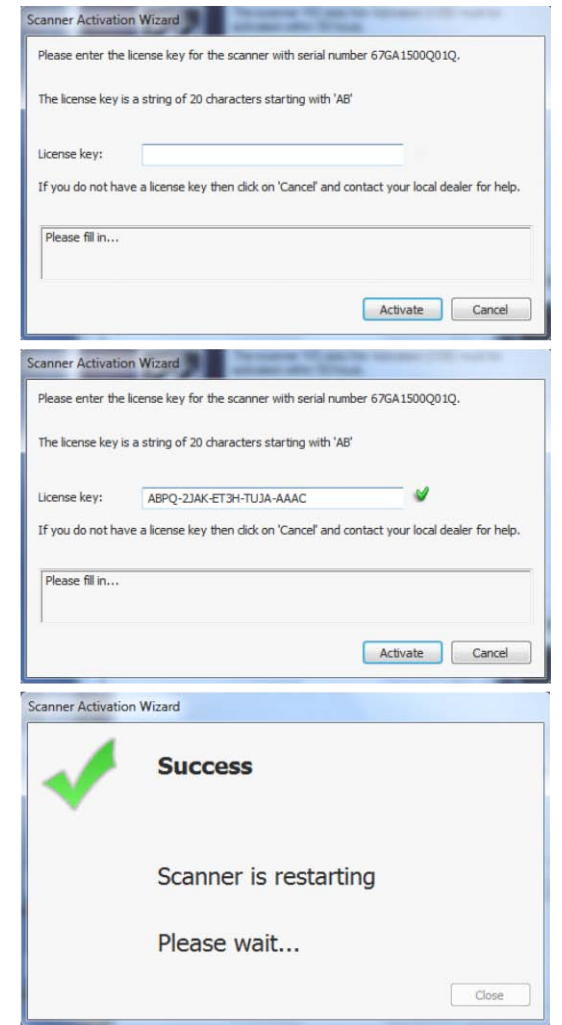 Scanner Activation Wizard
Please enter the license key for the scanner with serial number 67GA1500Q01Q.
The license key is a string of 20 characters starting with 'AB'
License key:
If you do not have a license key then click on 'Cancel' and contact your local dealer for help.
Please fill in...
Activate Cancel
Scanner Activation Wizard
Please enter the license key for the scanner with serial number 67GA1500Q01Q.
The license key is a string of 20 characters starting with 'AB'
License key: ABPQ-2JAK-ET3H-TUJA-AAAC
If you do not have a license key then click on 'Cancel' and contact your local dealer for help.
Please fill in...
Activate Cancel
Scanner Activation Wizard
Success
Scanner is restarting
Please wait...
Close